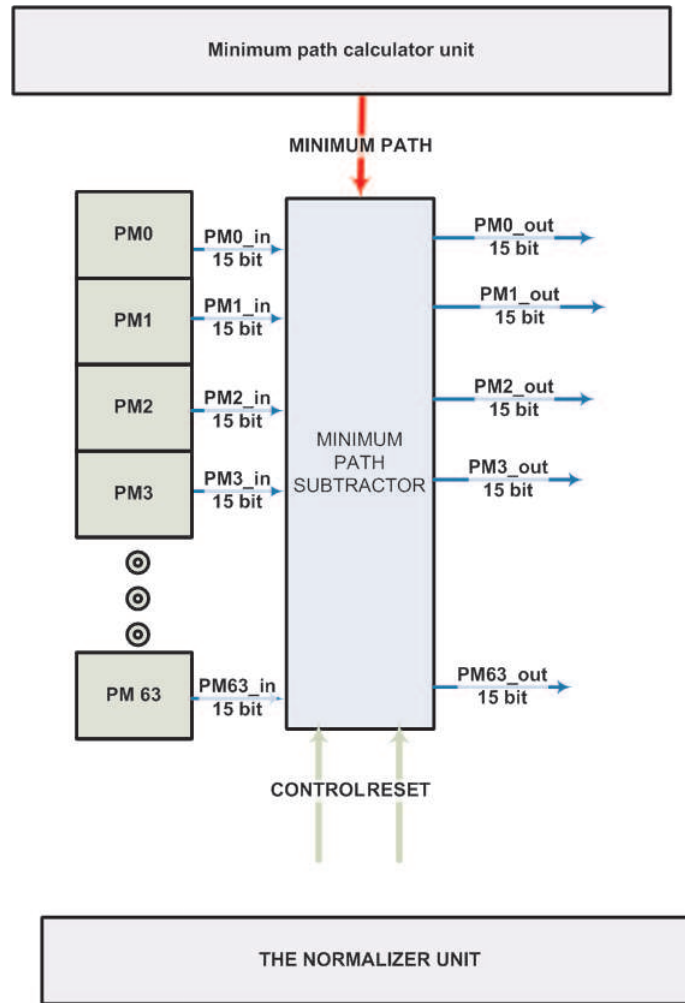 Minimum path calculator unit
MINIMUM PATH
PM0
PM0_in
15 bit
PM0_out
15 bit
PM1
PM1_in
15 bit
PM1_out
15 bit
PM2
PM2_in
15 bit
PM2_out
15 bit
MINIMUM
PATH
SUBTRACTOR
PM3
PM3_in
15 bit
PM3_out
15 bit
PM 63
PM63_in
15 bit
PM63_out
15 bit
CONTROL RESET
THE NORMALIZER UNIT